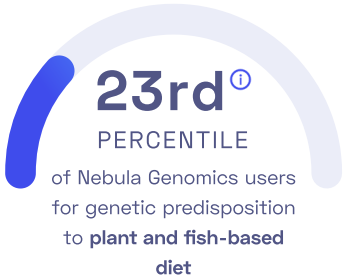 23rd
PERCENTILE
of Nebula Genomics users
for genetic predisposition
to plant and fish-based
diet